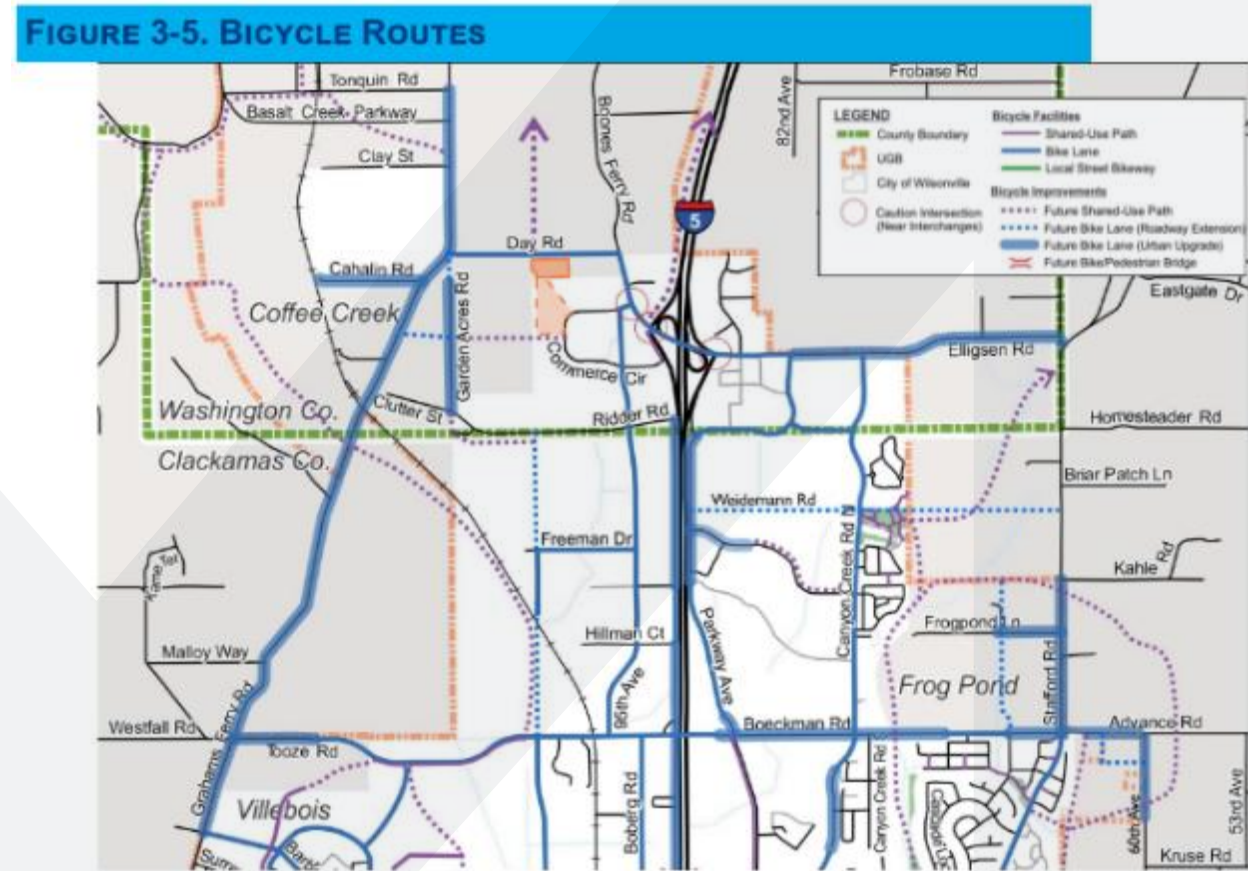 FIGURE 3-5. BICYCLE ROUTES
Tonquin Rd
Basalt Creek Parkway
Clay St
Boones Ferry Rd
82nd Ave
Frobase Rd
LEGEND
County Boundary
UGB
City of Wilsonville
Caution Intersection
(Near Interchanges)
Bicycle Facilities
Shared-Use Path
Bike Lane
Local Street Bikeway
Bicycle Improvements
Future Shared-Use Path
Future Bike Lane (Roadway Extension)
Future Bike Lane (Urban Upgrade)
Future Bike/Pedestrian Bridge
5
Day Rd
Cahalin Rd
Coffee Creek
Garden Acres Rd
Commerce Cir
Eastgate Dr
Elligsen Rd
Washington Co.
Clutter St
Ridder Rd
Homesteader Rd
Clackamas Co.
Briar Patch Ln
Weidemann Rd
Canyon Creek Rd N
Freeman Dr
Kahle Rd
Hillman Ct
Parkway Ave
Frogpond Ln
Malloy Way
95th Ave
Frog Pond
Stafford Rd
Westfall Rd
Grahams Ferry Rd
Tooze Rd
Boeckman Rd
Advance Rd
Villebois
Boberg Rd
Canyon Creek Rd S
60th Ave
53rd Ave
Kruse Rd